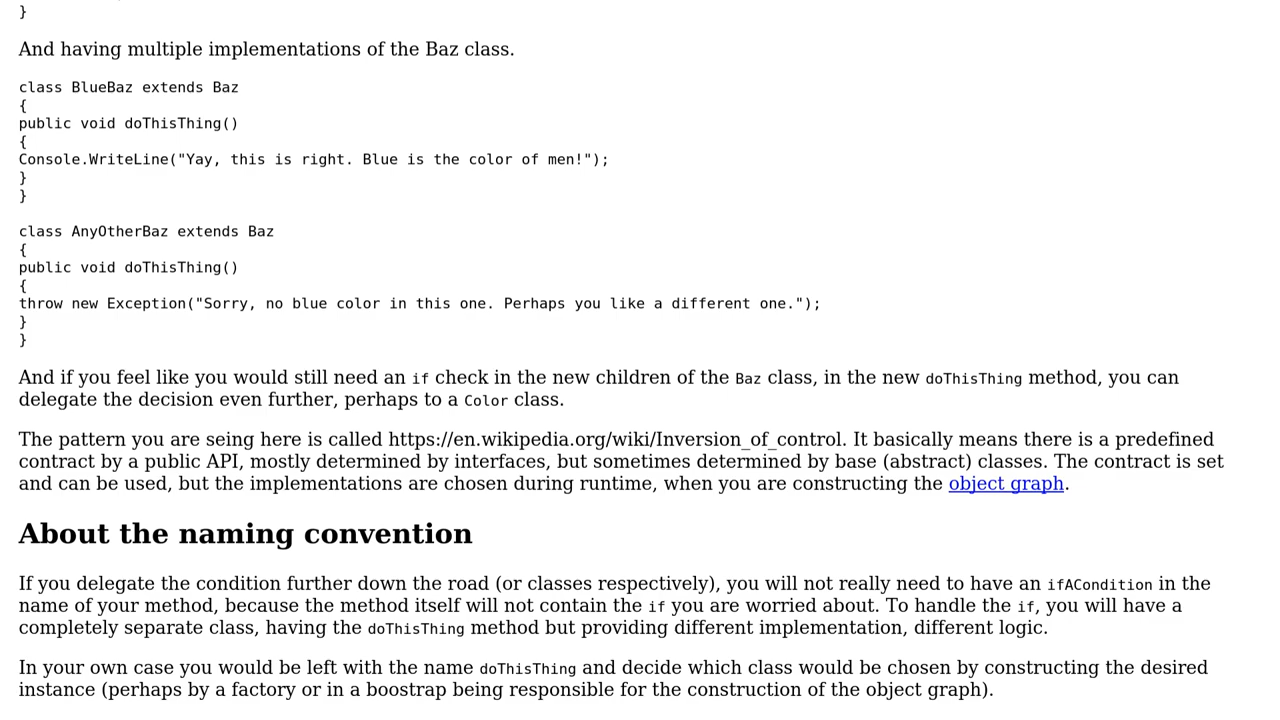 }
And having multiple implementations of the Baz class.
class BlueBaz extends Baz
{
public void doThisThing()
{
Console.WriteLine("Yay, this is right. Blue is the color of men!");
}
}
class AnyOtherBaz extends Baz
{
public void doThisThing()
{
throw new Exception("Sorry, no blue color in this one. Perhaps you like a different one.");
}
}
And if you feel like you would still need an if check in the new children of the Baz class, in the new doThisThing method, you can
delegate the decision even further, perhaps to a Color class.
The pattern you are seing here is called https://en.wikipedia.org/wiki/Inversion_of_control. It basically means there is a predefined
contract by a public API, mostly determined by interfaces, but sometimes determined by base (abstract) classes. The contract is set
and can be used, but the implementations are chosen during runtime, when you are constructing the object graph.
About the naming convention
If you delegate the condition further down the road (or classes respectively), you will not really need to have an ifACondition in the
name of your method, because the method itself will not contain the if you are worried about. To handle the if, you will have a
completely separate class, having the doThisThing method but providing different implementation, different logic.
In your own case you would be left with the name doThisThing and decide which class would be chosen by constructing the desired
instance (perhaps by a factory or in a boostrap being responsible for the construction of the object graph).